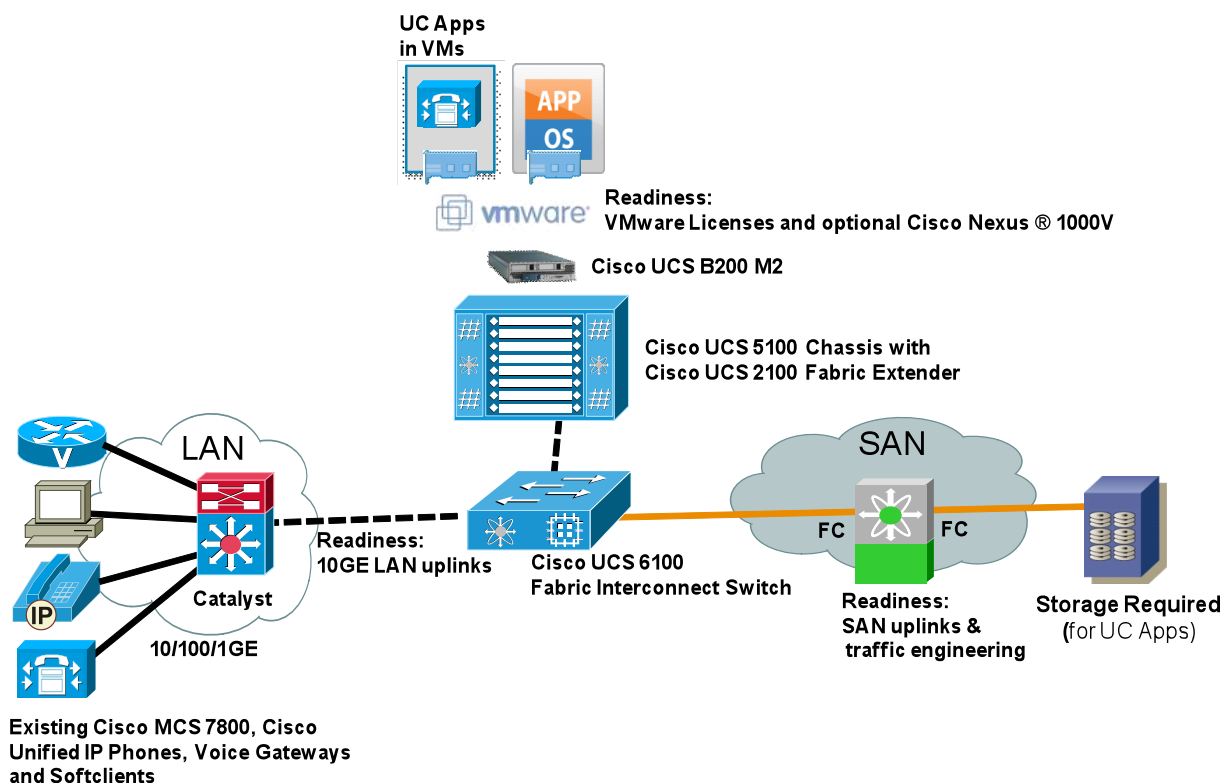 UC Apps
in VMs
APP
OS
vmware®
Readiness:
VMware Licenses and optional Cisco Nexus ® 1000V
Cisco UCS B200 M2
Cisco UCS 5100 Chassis with
Cisco UCS 2100 Fabric Extender
LAN
SAN
V
IP
Catalyst
10/100/1GE
Readiness:
10GE LAN uplinks
Cisco UCS 6100
Fabric Interconnect Switch
FC
FC
Readiness:
SAN uplinks &
traffic engineering
Storage Required
(for UC Apps)
Existing Cisco MCS 7800, Cisco
Unified IP Phones, Voice Gateways
and Softclients